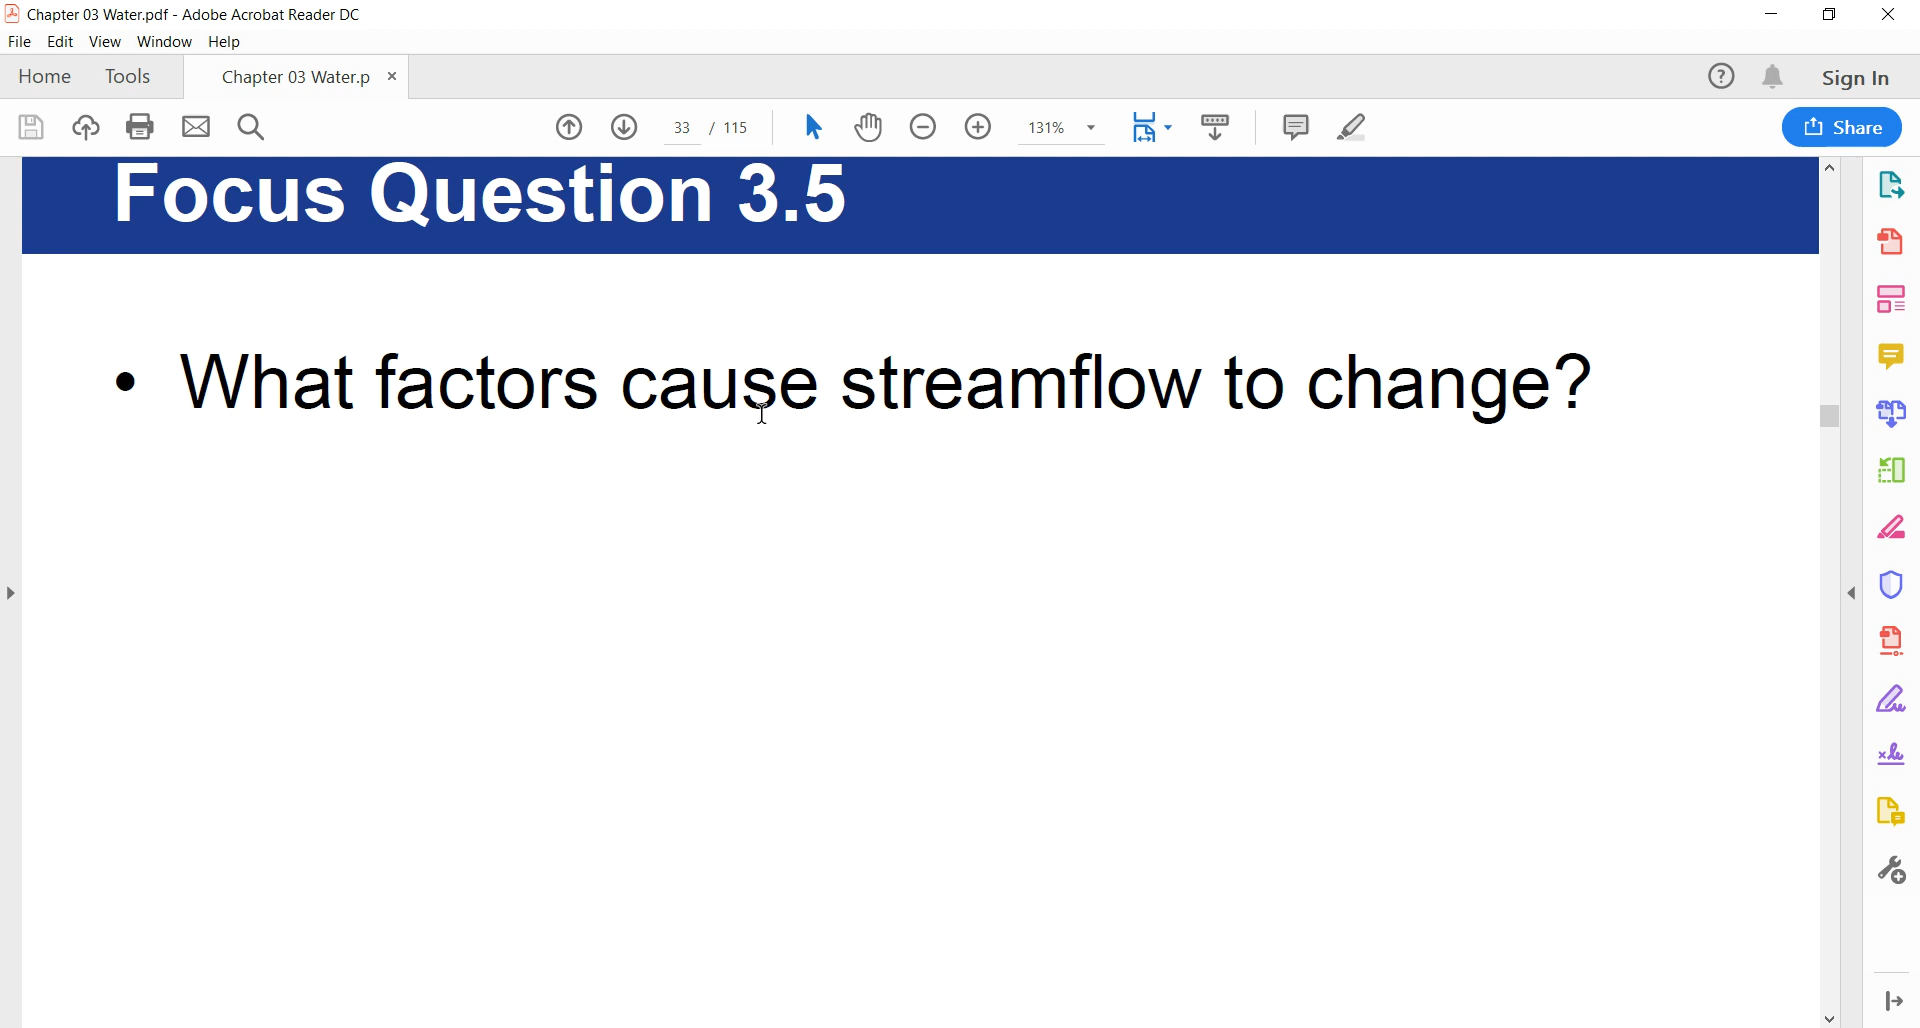 Chapter 03 Water.pdf - Adobe Acrobat Reader DC
File Edit View Window Help
Home Tools Chapter 03 Water.p × Sign In
33 / 115 131% Share
Focus Question 3.5
• What factors cause streamflow to change?